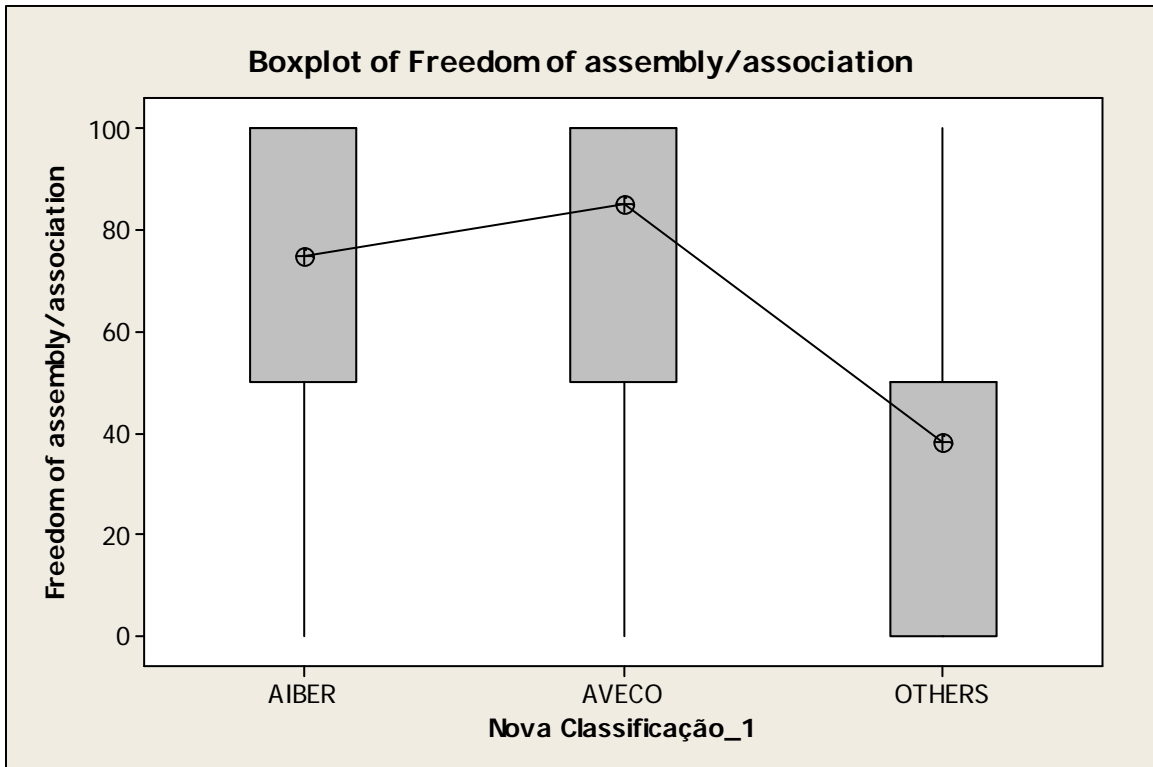 Boxplot of Freedom of assembly/association
Freedom of assembly/association
100
80
60
40
20
0
AIBER AVECO OTHERS
Nova Classificação_1